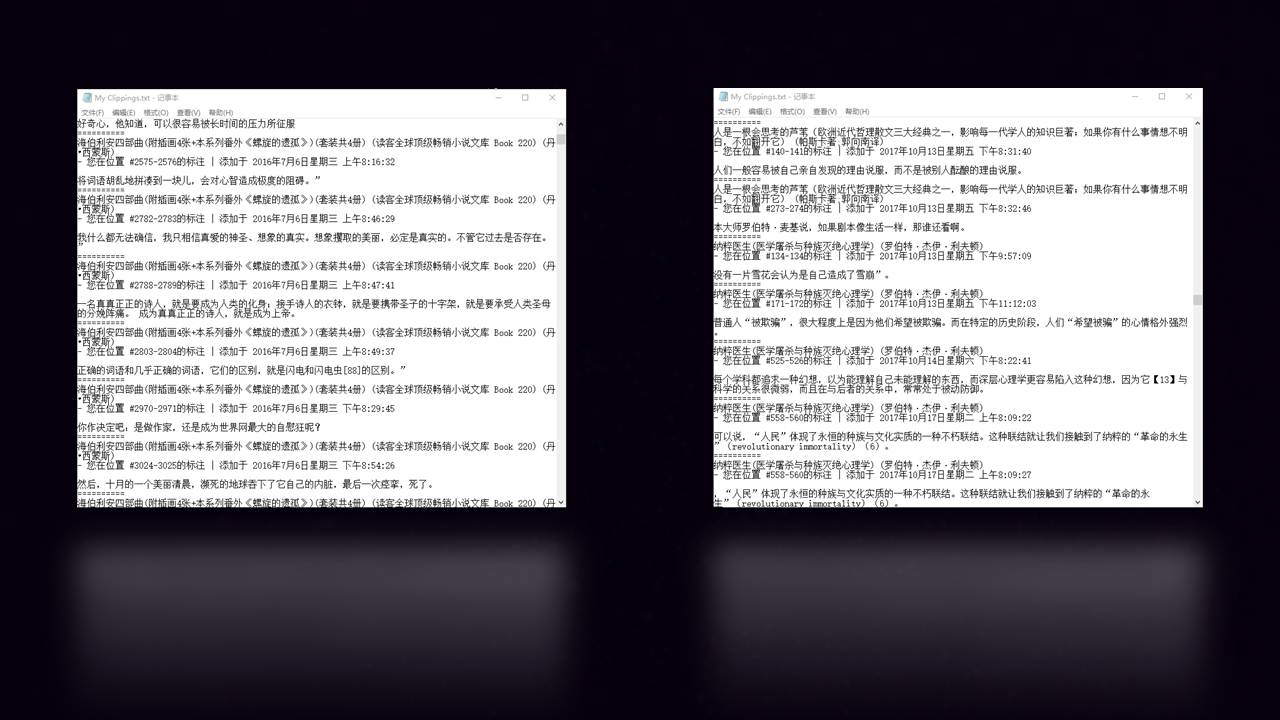 My Clippings.txt - 记事本
文件(F) 编辑(E) 格式(O) 查看(V) 帮助(H)
好奇心，他知道，可以很容易被长时间的压力所征服
==========
海伯利安四部曲(附插画4张+本系列番外《螺旋的遗孤》)(套装共4册) (读客全球顶级畅销小说文库 Book 220) (丹
•西蒙斯)
- 您在位置 #2575-2576的标注 | 添加于 2016年7月6日星期三 上午8:16:32
将词语胡乱地拼凑到一块儿，会对心智造成极度的阻碍。”
==========
海伯利安四部曲(附插画4张+本系列番外《螺旋的遗孤》)(套装共4册) (读客全球顶级畅销小说文库 Book 220) (丹
•西蒙斯)
- 您在位置 #2782-2783的标注 | 添加于 2016年7月6日星期三 上午8:46:29
我什么都无法确信，我只相信真爱的神圣、想象的真实。想象攫取的美丽，必定是真实的。不管它过去是否存在。
”
==========
海伯利安四部曲(附插画4张+本系列番外《螺旋的遗孤》)(套装共4册) (读客全球顶级畅销小说文库 Book 220) (丹
•西蒙斯)
- 您在位置 #2788-2789的标注 | 添加于 2016年7月6日星期三 上午8:47:41
一名真真正正的诗人，就是要成为人类的化身；接手诗人的衣钵，就是要携带圣子的十字架，就是要承受人类圣母
的分娩阵痛。 成为真真正正的诗人，就是成为上帝。
==========
海伯利安四部曲(附插画4张+本系列番外《螺旋的遗孤》)(套装共4册) (读客全球顶级畅销小说文库 Book 220) (丹
•西蒙斯)
- 您在位置 #2803-2804的标注 | 添加于 2016年7月6日星期三 上午8:49:37
正确的词语和几乎正确的词语，它们的区别，就是闪电和闪电虫[88]的区别。”
==========
海伯利安四部曲(附插画4张+本系列番外《螺旋的遗孤》)(套装共4册) (读客全球顶级畅销小说文库 Book 220) (丹
•西蒙斯)
- 您在位置 #2970-2971的标注 | 添加于 2016年7月6日星期三 下午8:29:45
你作决定吧：是做作家，还是成为世界网最大的自慰狂呢?
==========
海伯利安四部曲(附插画4张+本系列番外《螺旋的遗孤》)(套装共4册) (读客全球顶级畅销小说文库 Book 220) (丹
•西蒙斯)
- 您在位置 #3024-3025的标注 | 添加于 2016年7月6日星期三 下午8:54:26
然后，十月的一个美丽清晨，濒死的地球吞下了它自己的内脏，最后一次痉挛，死了。
==========
海伯利安四部曲(附插画4张+本系列番外《螺旋的遗孤》)(套装共4册) (读客全球顶级畅销小说文库 Book 220) (丹
My Clippings.txt - 记事本
文件(F) 编辑(E) 格式(O) 查看(V) 帮助(H)
==========
人是一根会思考的芦苇 (欧洲近代哲理散文三大经典之一，影响每一代学人的知识巨著；如果你有什么事情想不明
白，不如翻开它) (帕斯卡著 郭向南译)
- 您在位置 #140-141的标注 | 添加于 2017年10月13日星期五 下午8:31:40
人们一般容易被自己亲自发现的理由说服，而不是被别人酝酿的理由说服。
==========
人是一根会思考的芦苇 (欧洲近代哲理散文三大经典之一，影响每一代学人的知识巨著；如果你有什么事情想不明
白，不如翻开它) (帕斯卡著 郭向南译)
- 您在位置 #273-274的标注 | 添加于 2017年10月13日星期五 下午8:32:46
本大师罗伯特·麦基说，如果剧本像生活一样，那谁还看啊。
==========
纳粹医生(医学屠杀与种族灭绝心理学) (罗伯特·杰伊·利夫顿)
- 您在位置 #134-134的标注 | 添加于 2017年10月13日星期五 下午9:57:09
没有一片雪花会认为是自己造成了雪崩”。
==========
纳粹医生(医学屠杀与种族灭绝心理学) (罗伯特·杰伊·利夫顿)
- 您在位置 #171-172的标注 | 添加于 2017年10月13日星期五 下午11:12:03
普通人“被欺骗”，很大程度上是因为他们希望被欺骗。而在特定的历史阶段，人们“希望被骗”的心情格外强烈
。
==========
纳粹医生(医学屠杀与种族灭绝心理学) (罗伯特·杰伊·利夫顿)
- 您在位置 #525-526的标注 | 添加于 2017年10月14日星期六 下午8:22:41
每个学科都追求一种幻想，以为能理解自己未能理解的东西，而深层心理学更容易陷入这种幻想，因为它【13】与
科学的关系很微弱，而且在与后者的关系中，常常处于被动防御。
==========
纳粹医生(医学屠杀与种族灭绝心理学) (罗伯特·杰伊·利夫顿)
- 您在位置 #558-560的标注 | 添加于 2017年10月17日星期二 上午8:09:22
可以说，“人民”体现了永恒的种族与文化实质的一种不朽联结。这种联结就让我们接触到了纳粹的“革命的永生
”（revolutionary immortality）（6）。
==========
纳粹医生(医学屠杀与种族灭绝心理学) (罗伯特·杰伊·利夫顿)
- 您在位置 #558-560的标注 | 添加于 2017年10月17日星期二 上午8:09:27
，“人民”体现了永恒的种族与文化实质的一种不朽联结。这种联结就让我们接触到了纳粹的“革命的永
生”（revolutionary immortality）（6）。